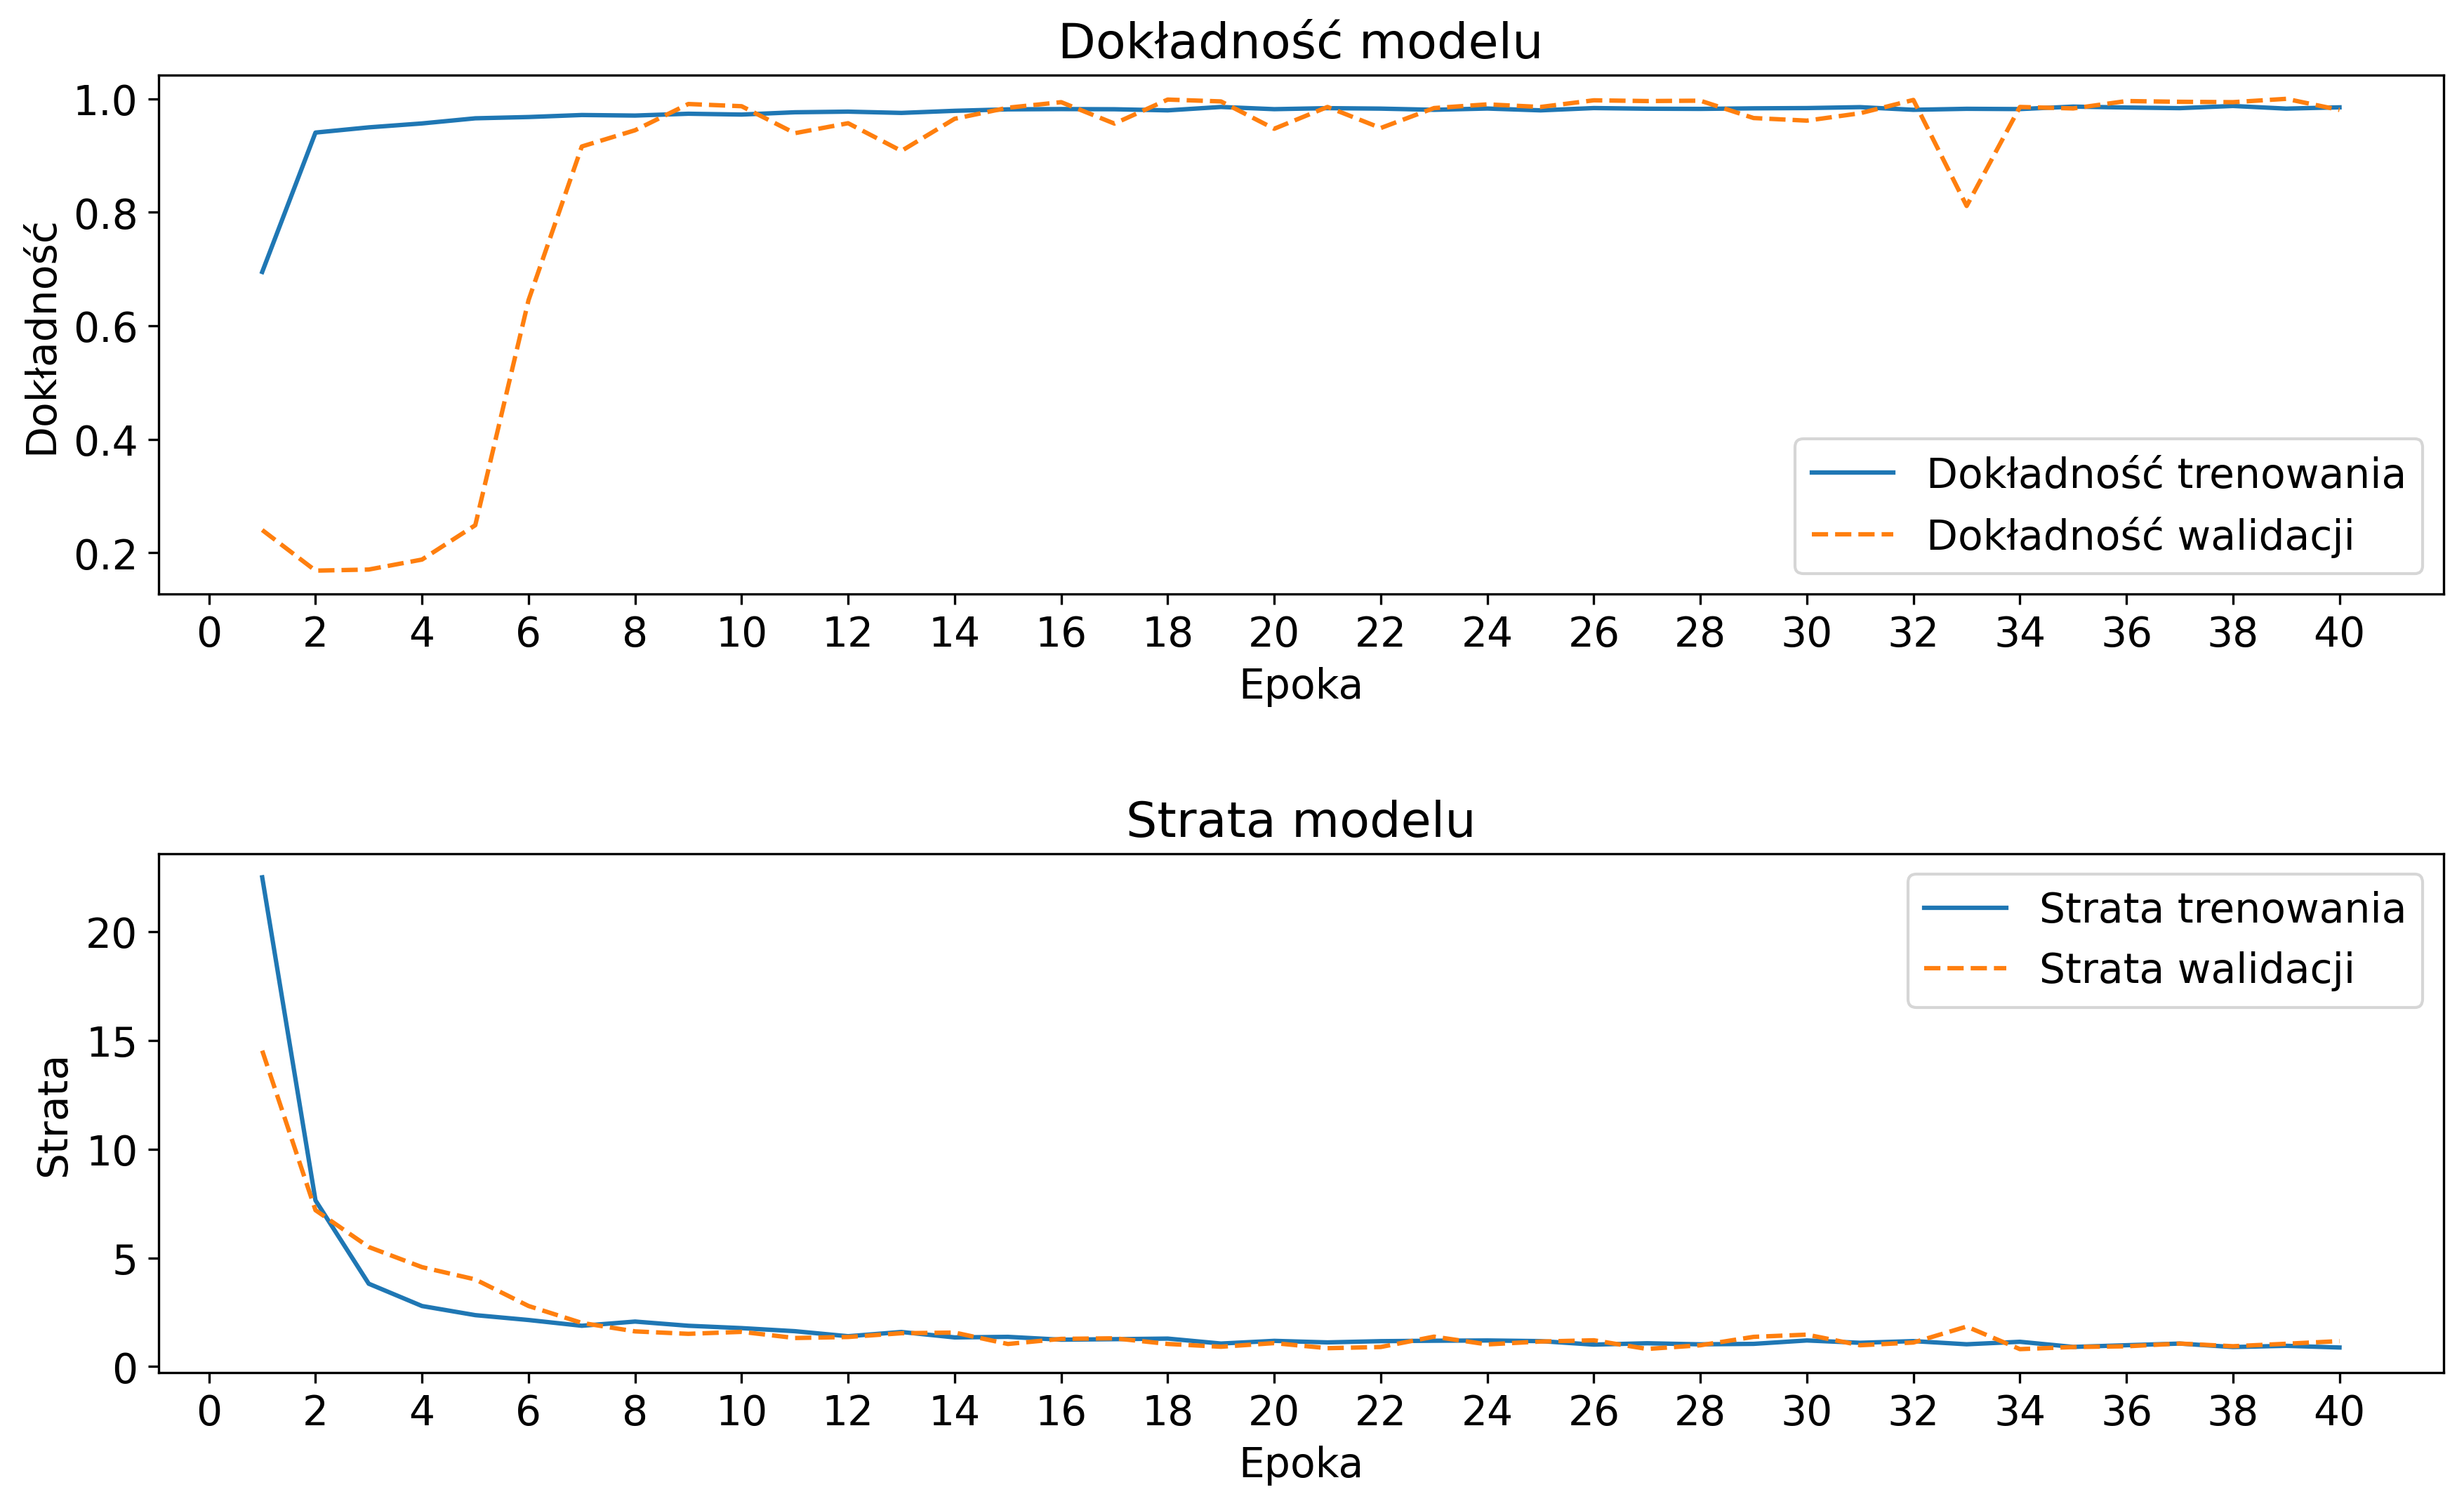 Dokładność modelu
Dokładność
1.0
0.8
0.6
0.4
0.2
Dokładność trenowania
Dokładność walidacji
0 2 4 6 8 10 12 14 16 18 20 22 24 26 28 30 32 34 36 38 40
Epoka
Strata modelu
Strata
20
15
10
5
0
Strata trenowania
Strata walidacji
0 2 4 6 8 10 12 14 16 18 20 22 24 26 28 30 32 34 36 38 40
Epoka